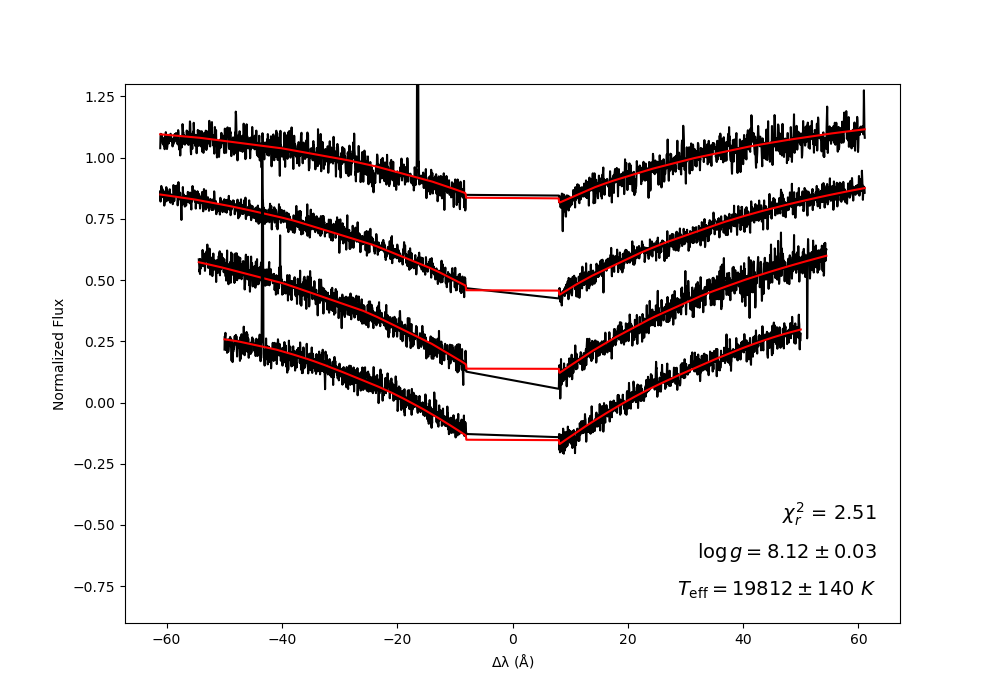 1.25
1.00
0.75
0.50
0.25
0.00
−0.25
−0.50
−0.75
Normalized Flux
χ²ᵣ = 2.51
log g = 8.12 ± 0.03
T_eff = 19812 ± 140 K
−60 −40 −20 0 20 40 60
Δλ (Å)